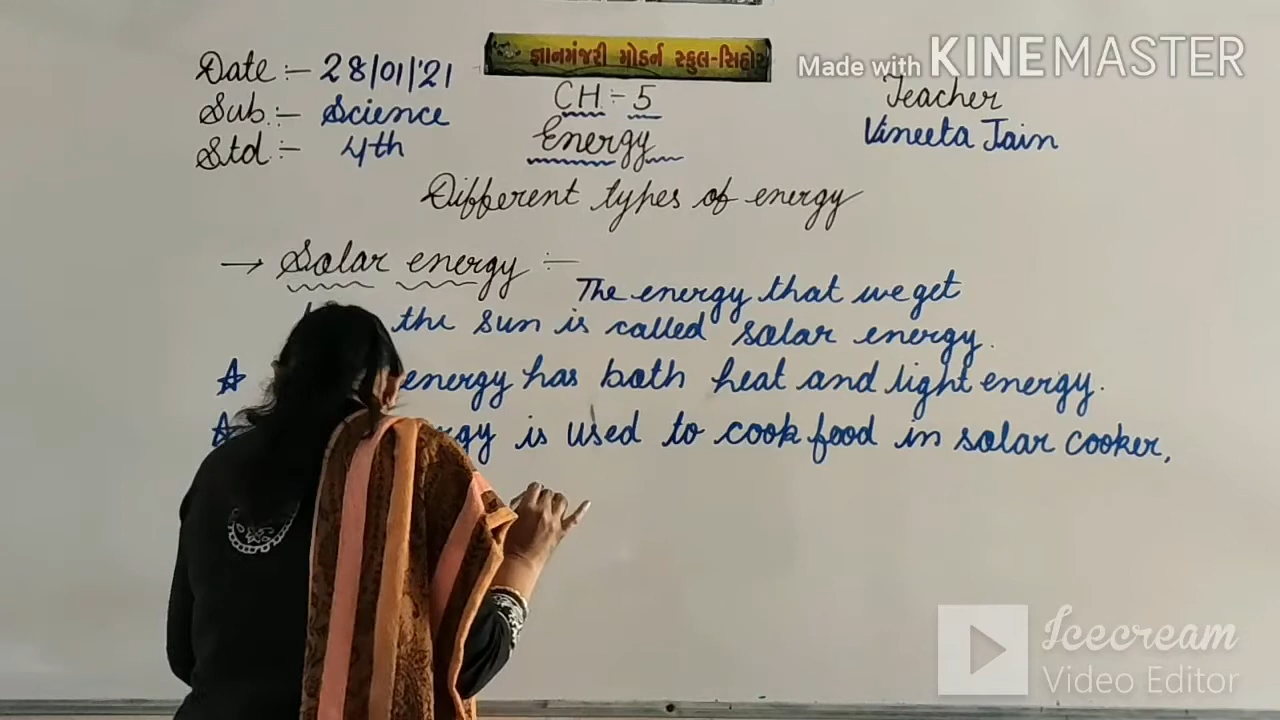 જ્ઞાનમંજરી મોડર્ન સ્કુલ-સિહોર
Made with KINEMASTER
Date :- 28/01/'21
CH :- 5
Teacher
Sub :- Science
Energy
Vineeta Jain
Std :- 4th
Different types of energy
→ Solar energy :-
The energy that we get
the sun is called solar energy.
☆ energy has both heat and light energy.
☆ is used to cook food in solar cooker.
Icecream
Video Editor